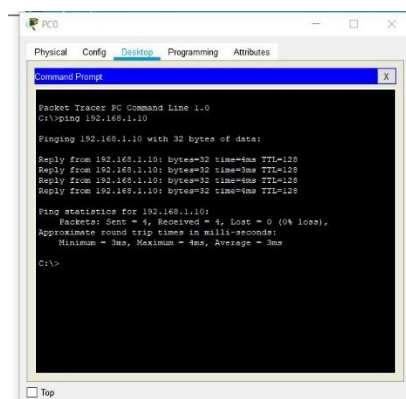 PC0
Physical Config Desktop Programming Attributes
Command Prompt X
Packet Tracer PC Command Line 1.0
C:\>ping 192.168.1.10
Pinging 192.168.1.10 with 32 bytes of data:
Reply from 192.168.1.10: bytes=32 time=4ms TTL=128
Reply from 192.168.1.10: bytes=32 time=3ms TTL=128
Reply from 192.168.1.10: bytes=32 time=4ms TTL=128
Reply from 192.168.1.10: bytes=32 time=4ms TTL=128
Ping statistics for 192.168.1.10:
Packets: Sent = 4, Received = 4, Lost = 0 (0% loss),
Approximate round trip times in milli-seconds:
Minimum = 3ms, Maximum = 4ms, Average = 3ms
C:\>
Top